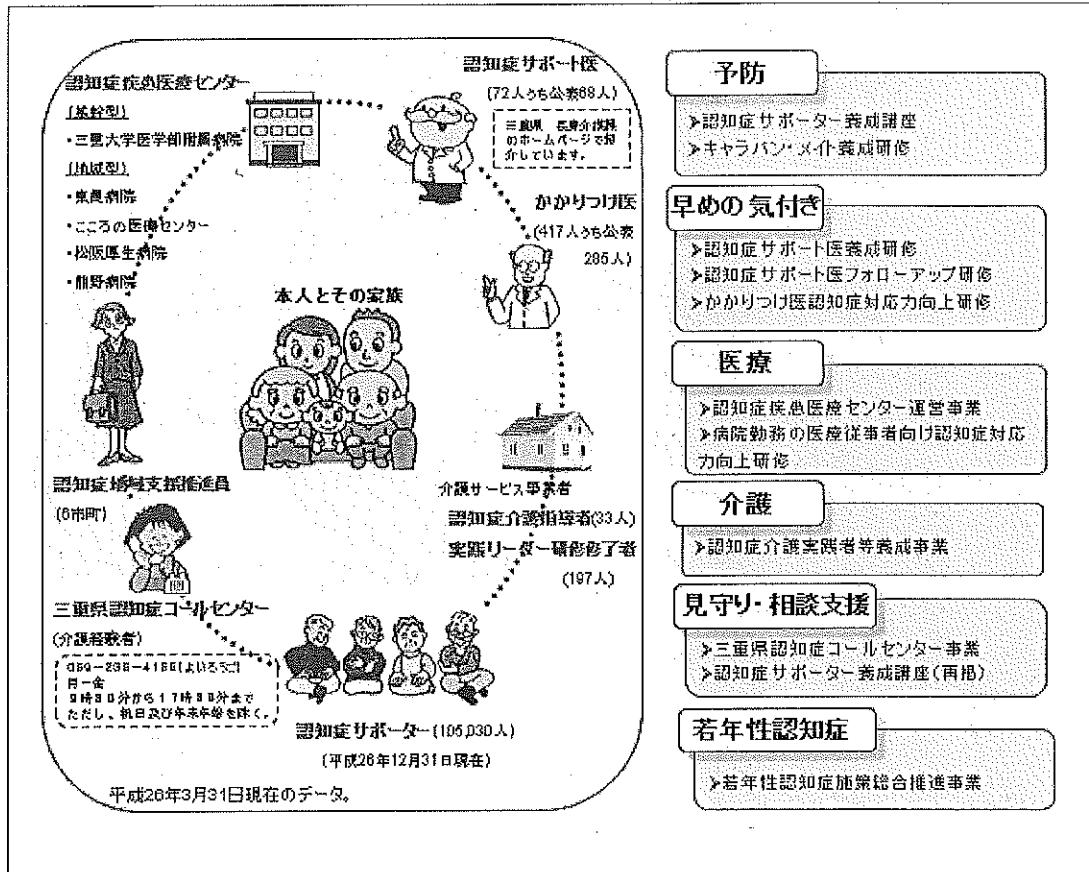 認知症疾患医療センター
(基幹型)
・三重大学医学部附属病院
(地域型)
・東員病院
・こころの医療センター
・松阪厚生病院
・熊野病院
認知症サポート医
(72人うち公表68人)
三重県 長寿介護課
のホームページで紹
介しています。
かかりつけ医
(417人うち公表
285人)
本人とその家族
認知症地域支援推進員
(6市町)
介護サービス事業者
認知症介護指導者(33人)
実践リーダー研修修了者
(197人)
三重県認知症コールセンター
(介護経験者)
月ー金
9時30分から17時30分まで
ただし、祝日及び年末年始を除く。
認知症サポーター(105,030人)
(平成26年12月31日現在)
平成26年3月31日現在のデータ。
予防
➢認知症サポーター養成講座
➢キャラバン・メイト養成研修
早めの気付き
➢認知症サポート医養成研修
➢認知症サポート医フォローアップ研修
➢かかりつけ医認知症対応力向上研修
医療
➢認知症疾患医療センター運営事業
➢病院勤務の医療従事者向け認知症対応
力向上研修
介護
➢認知症介護実践者等養成事業
見守り・相談支援
➢三重県認知症コールセンター事業
➢認知症サポーター養成講座(再掲)
若年性認知症
➢若年性認知症施策総合推進事業